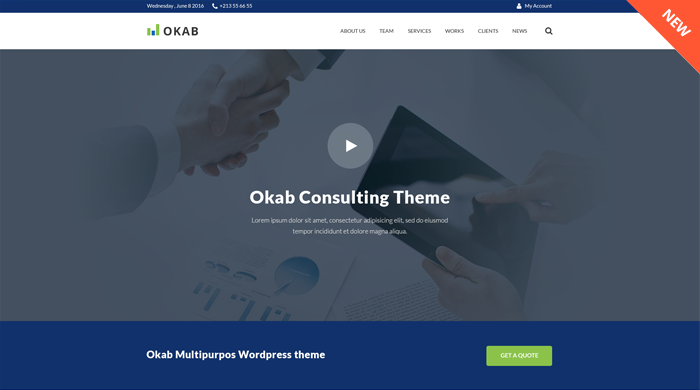 Wednesday , June 8 2016 +213 55 66 55 My Account
NEW
OKAB ABOUT US TEAM SERVICES WORKS CLIENTS NEWS
Okab Consulting Theme
Lorem ipsum dolor sit amet, consectetur adipisicing elit, sed do eiusmod
tempor incididunt et dolore magna aliqua.
Okab Multipurpos Wordpress theme GET A QUOTE